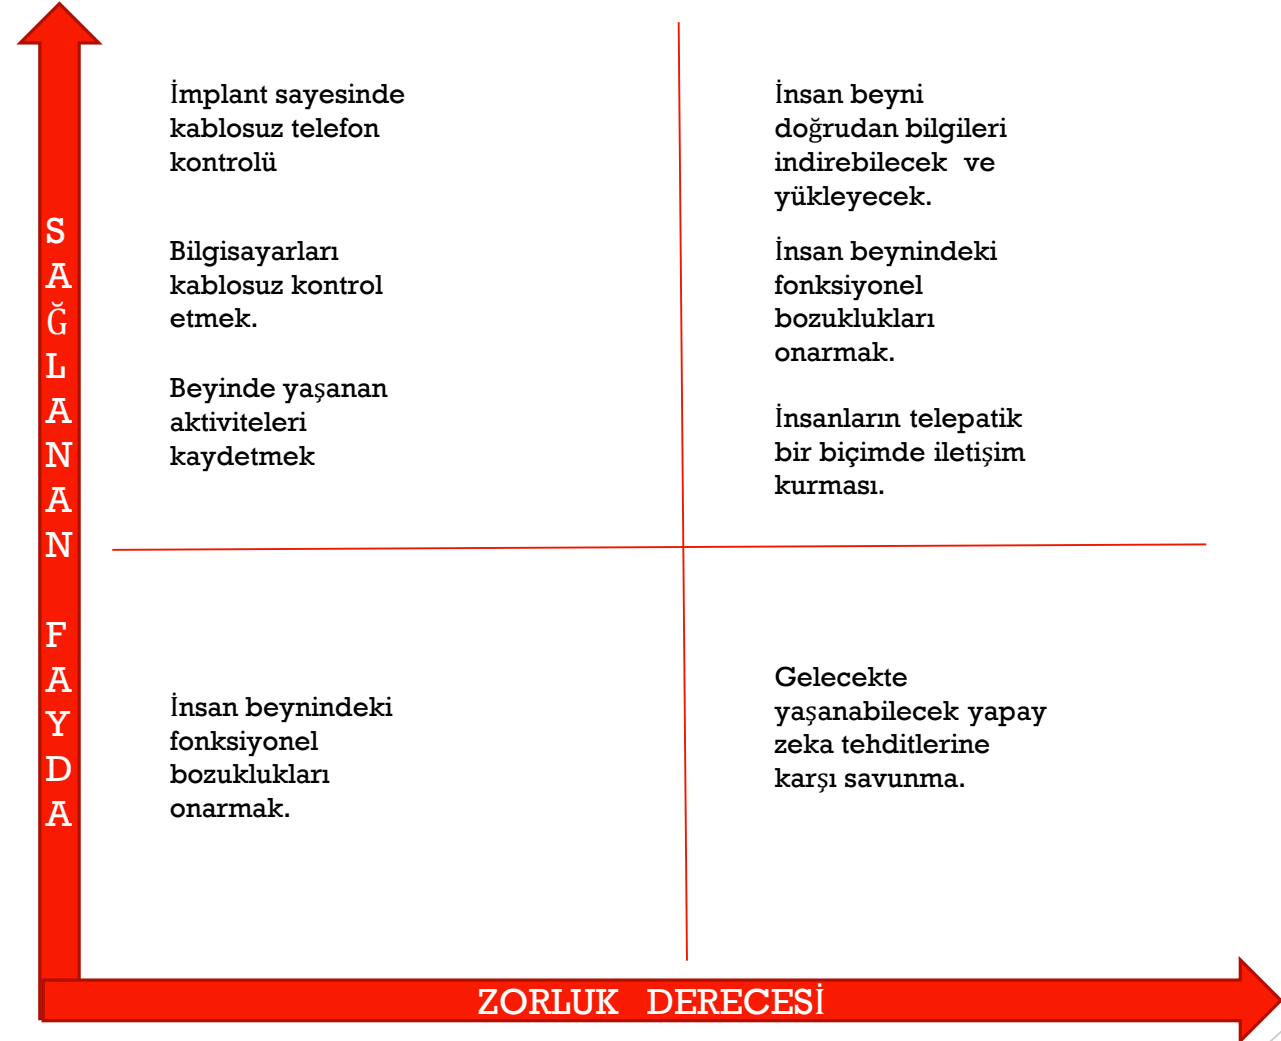 İmplant sayesinde
kablosuz telefon
kontrolü
Bilgisayarları
kablosuz kontrol
etmek.
Beyinde yaşanan
aktiviteleri
kaydetmek
İnsan beyni
doğrudan bilgileri
indirebilecek ve
yükleyecek.
İnsan beynindeki
fonksiyonel
bozuklukları
onarmak.
İnsanların telepatik
bir biçimde iletişim
kurması.
İnsan beynindeki
fonksiyonel
bozuklukları
onarmak.
Gelecekte
yaşanabilecek yapay
zeka tehditlerine
karşı savunma.
SAĞLANAN FAYDA
ZORLUK DERECESİ